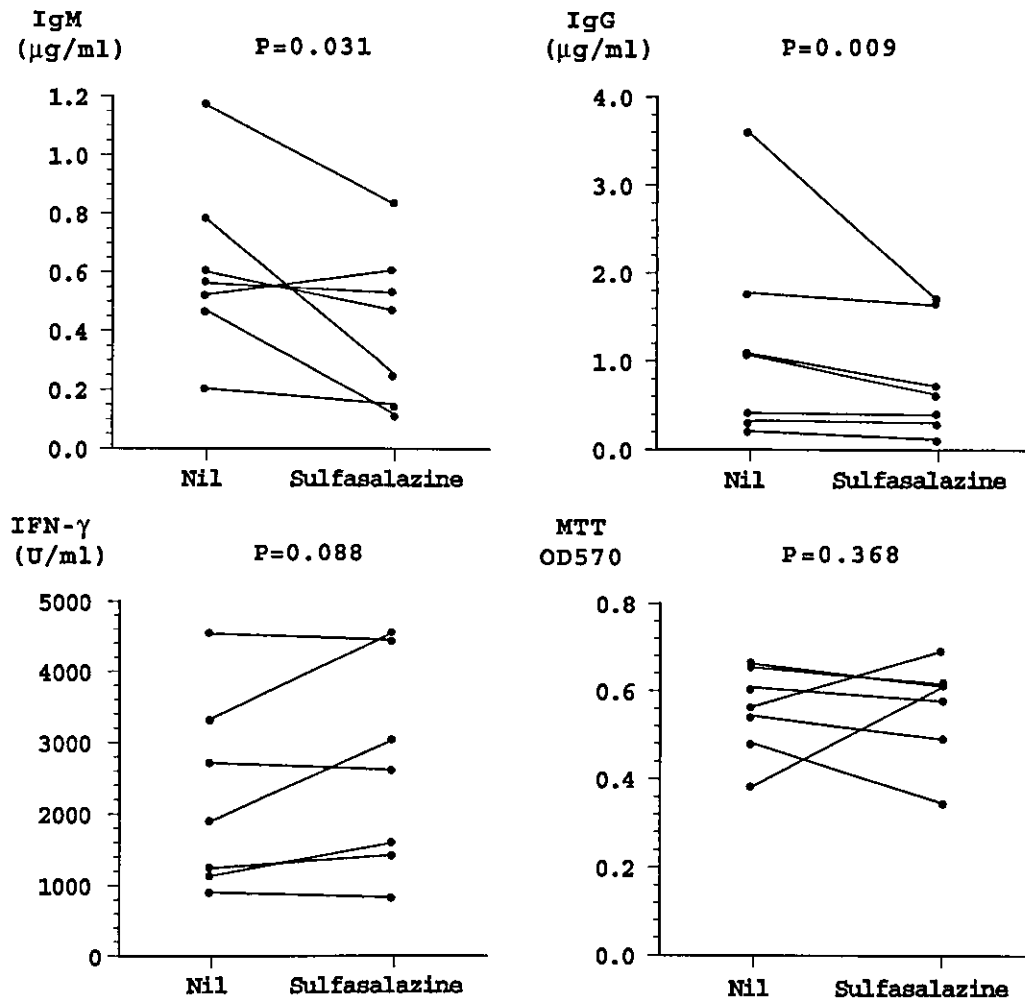 IgM
(μg/ml)
P=0.031
1.2
1.0
0.8
0.6
0.4
0.2
0.0
Nil
Sulfasalazine
IgG
(μg/ml)
P=0.009
4.0
3.0
2.0
1.0
0.0
Nil
Sulfasalazine
IFN-γ
(U/ml)
P=0.088
5000
4000
3000
2000
1000
0
Nil
Sulfasalazine
MTT
OD570
P=0.368
0.8
0.6
0.4
0.2
0.0
Nil
Sulfasalazine